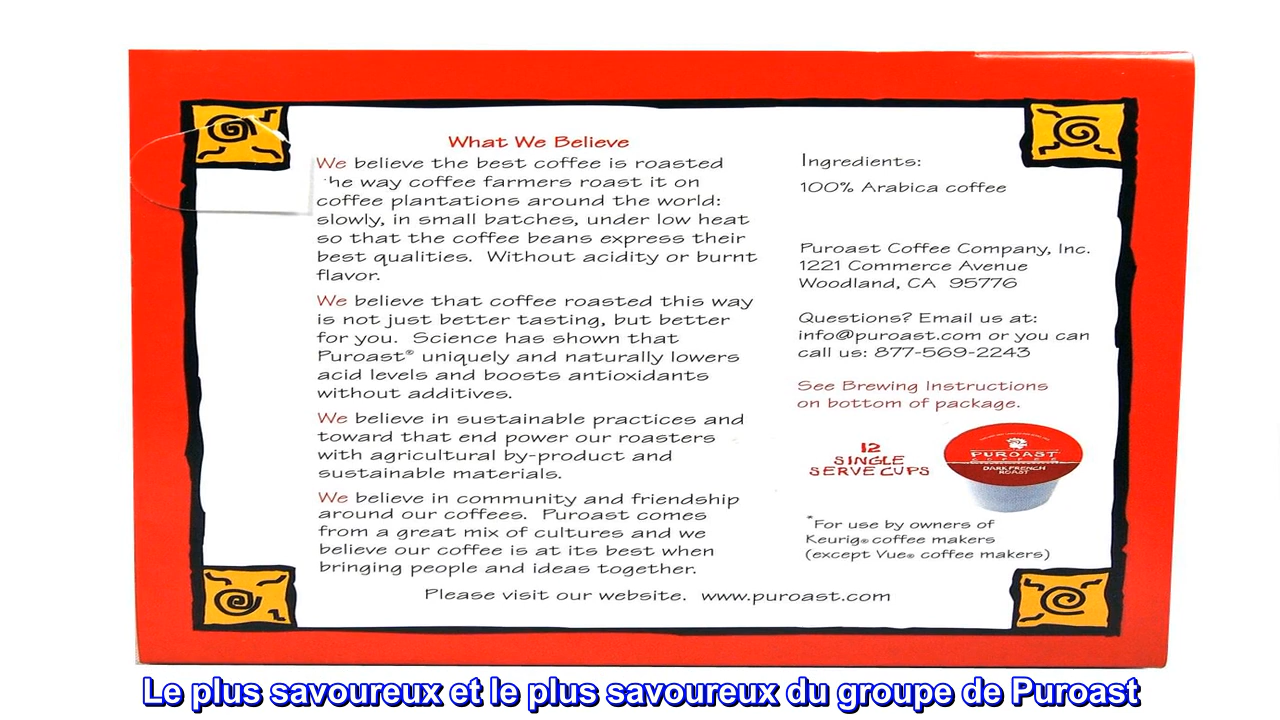 What We Believe
We believe the best coffee is roasted
he way coffee farmers roast it on
coffee plantations around the world:
slowly, in small batches, under low heat
so that the coffee beans express their
best qualities. Without acidity or burnt
flavor.
We believe that coffee roasted this way
is not just better tasting, but better
for you. Science has shown that
Puroast® uniquely and naturally lowers
acid levels and boosts antioxidants
without additives.
We believe in sustainable practices and
toward that end power our roasters
with agricultural by-product and
sustainable materials.
We believe in community and friendship
around our coffees. Puroast comes
from a great mix of cultures and we
believe our coffee is at its best when
bringing people and ideas together.
Ingredients:
100% Arabica coffee
Puroast Coffee Company, Inc.
1221 Commerce Avenue
Woodland, CA 95776
Questions? Email us at:
info@puroast.com or you can
call us: 877-569-2243
See Brewing Instructions
on bottom of package.
12
SINGLE
SERVE CUPS
PUROAST
COFFEE
DARK FRENCH
ROAST
*For use by owners of
Keurig® coffee makers
(except Vue® coffee makers)
Please visit our website. www.puroast.com
Le plus savoureux et le plus savoureux du groupe de Puroast